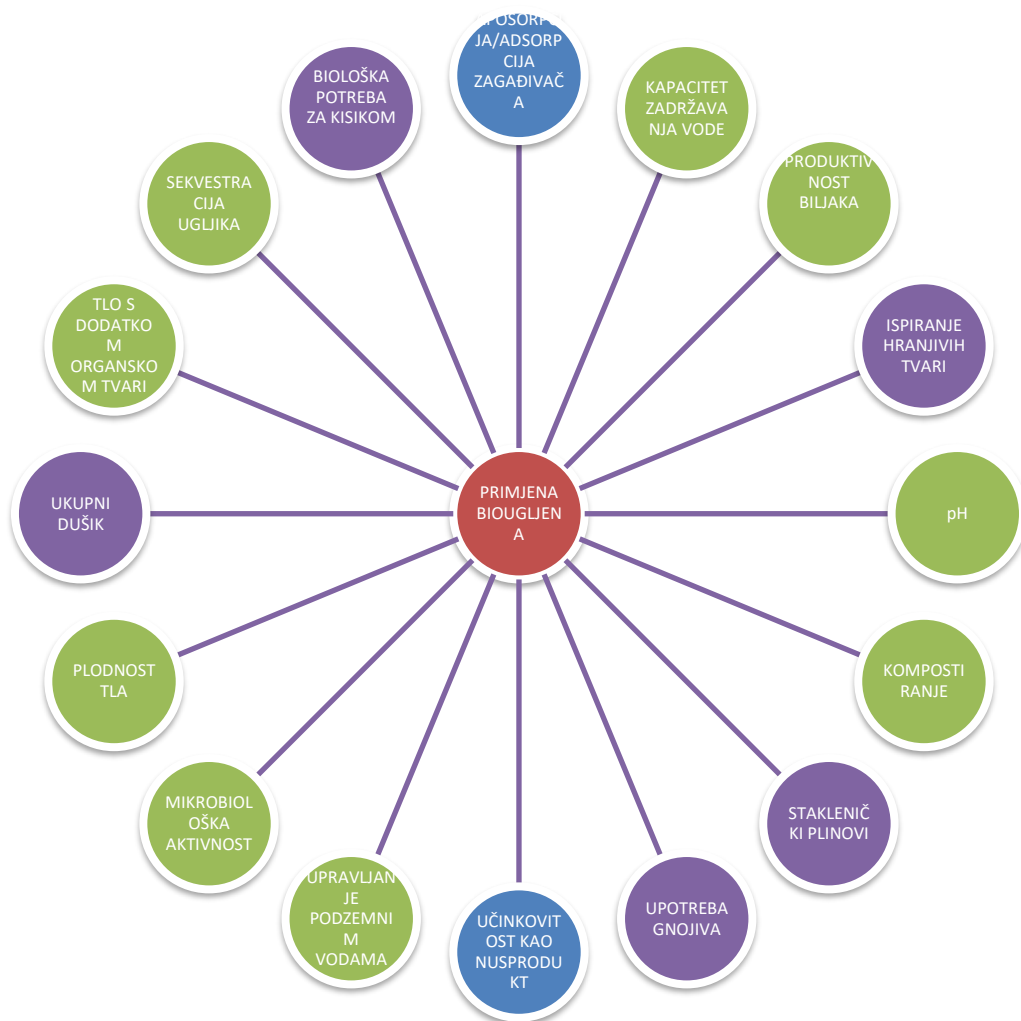 JA/ADSORP
CIJA
ZAGAĐIVAČ
A
KAPACITET
ZADRŽAVA
NJA VODE
PRODUKTIV
NOST
BILJAKA
ISPIRANJE
HRANJIVIH
TVARI
pH
KOMPOSTI
RANJE
STAKLENIČ
KI PLINOVI
UPOTREBA
GNOJIVA
UČINKOVIT
OST KAO
NUSPRODU
KT
UPRAVLJAN
JE
PODZEMNI
M
VODAMA
MIKROBIOL
OŠKA
AKTIVNOST
PLODNOST
TLA
UKUPNI
DUŠIK
TLO S
DODATKO
M
ORGANSKO
M TVARI
SEKVESTRA
CIJA
UGLJIKA
BIOLOŠKA
POTREBA
ZA KISIKOM
PRIMJENA
BIOUGLJEN
A